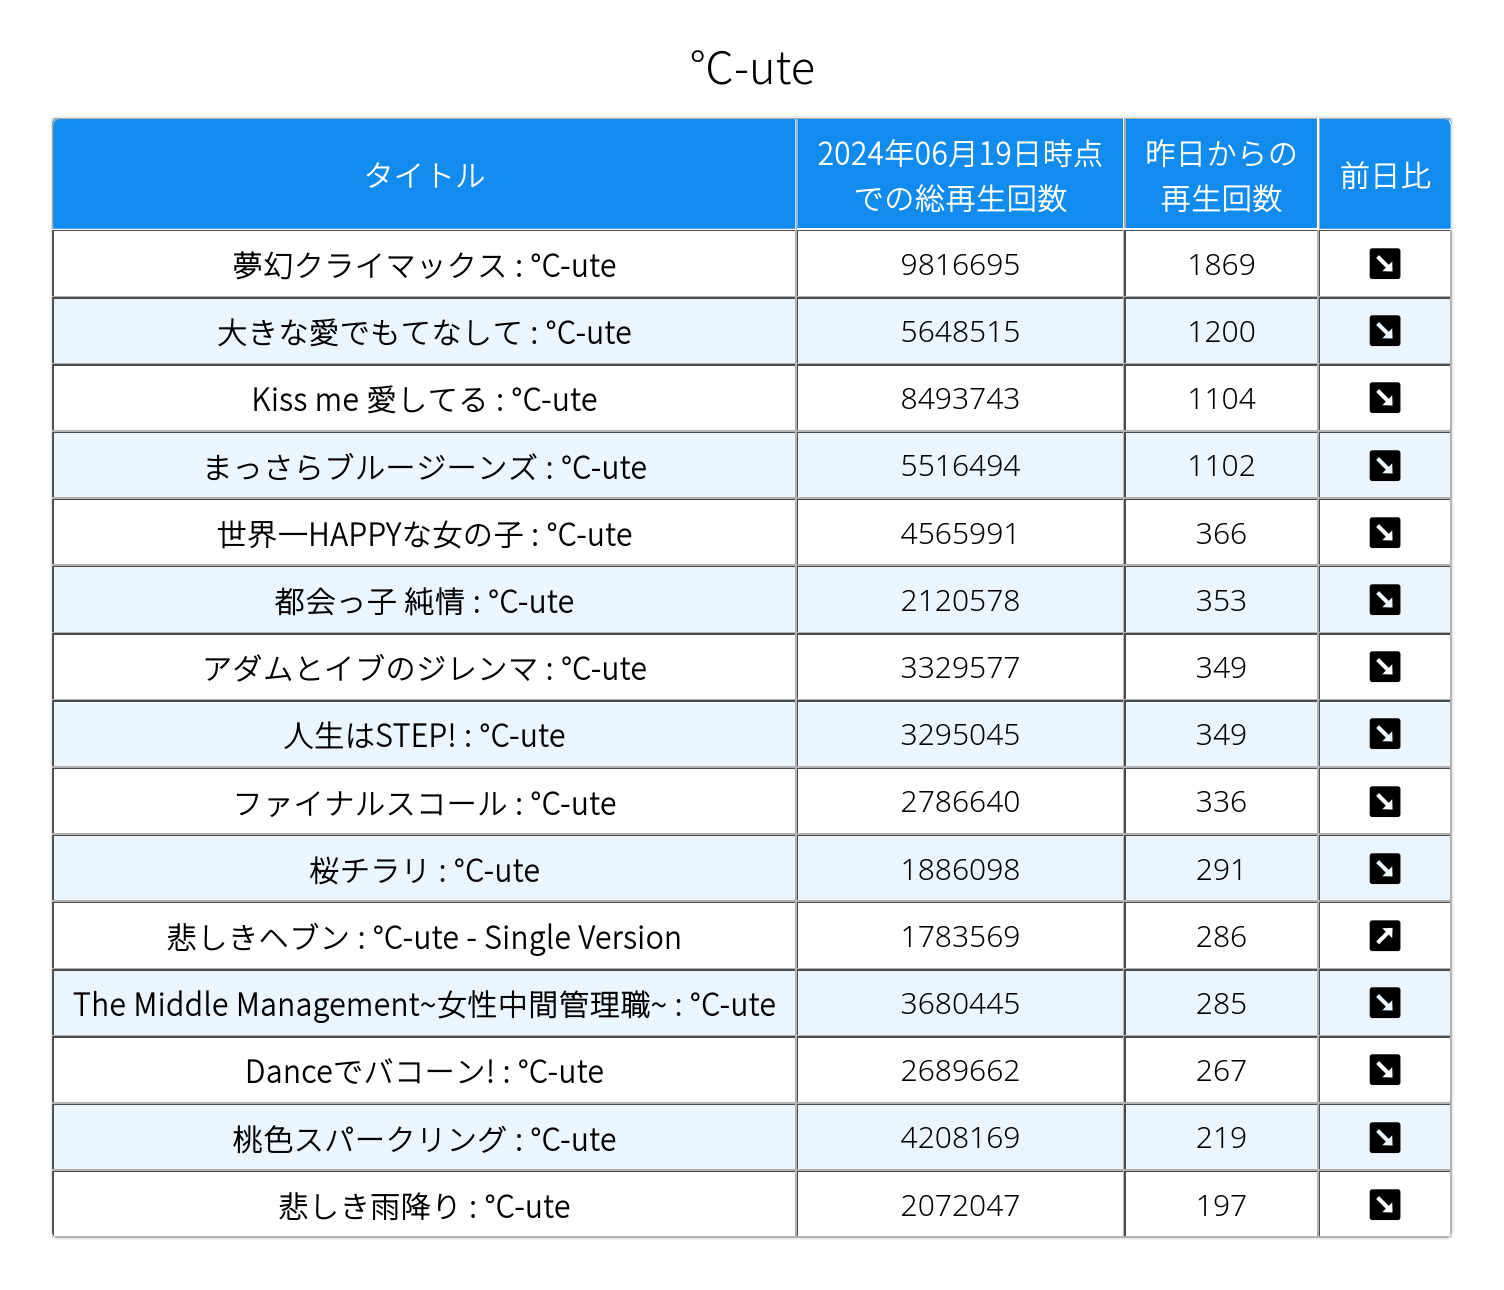 °C-ute
タイトル 2024年06月19日時点での総再生回数 昨日からの再生回数 前日比
夢幻クライマックス : °C-ute 9816695 1869 ↘
大きな愛でもてなして : °C-ute 5648515 1200 ↘
Kiss me 愛してる : °C-ute 8493743 1104 ↘
まっさらブルージーンズ : °C-ute 5516494 1102 ↘
世界一HAPPYな女の子 : °C-ute 4565991 366 ↘
都会っ子 純情 : °C-ute 2120578 353 ↘
アダムとイブのジレンマ : °C-ute 3329577 349 ↘
人生はSTEP! : °C-ute 3295045 349 ↘
ファイナルスコール : °C-ute 2786640 336 ↘
桜チラリ : °C-ute 1886098 291 ↘
悲しきヘブン : °C-ute - Single Version 1783569 286 ↗
The Middle Management~女性中間管理職~ : °C-ute 3680445 285 ↘
Danceでバコーン! : °C-ute 2689662 267 ↘
桃色スパークリング : °C-ute 4208169 219 ↘
悲しき雨降り : °C-ute 2072047 197 ↘